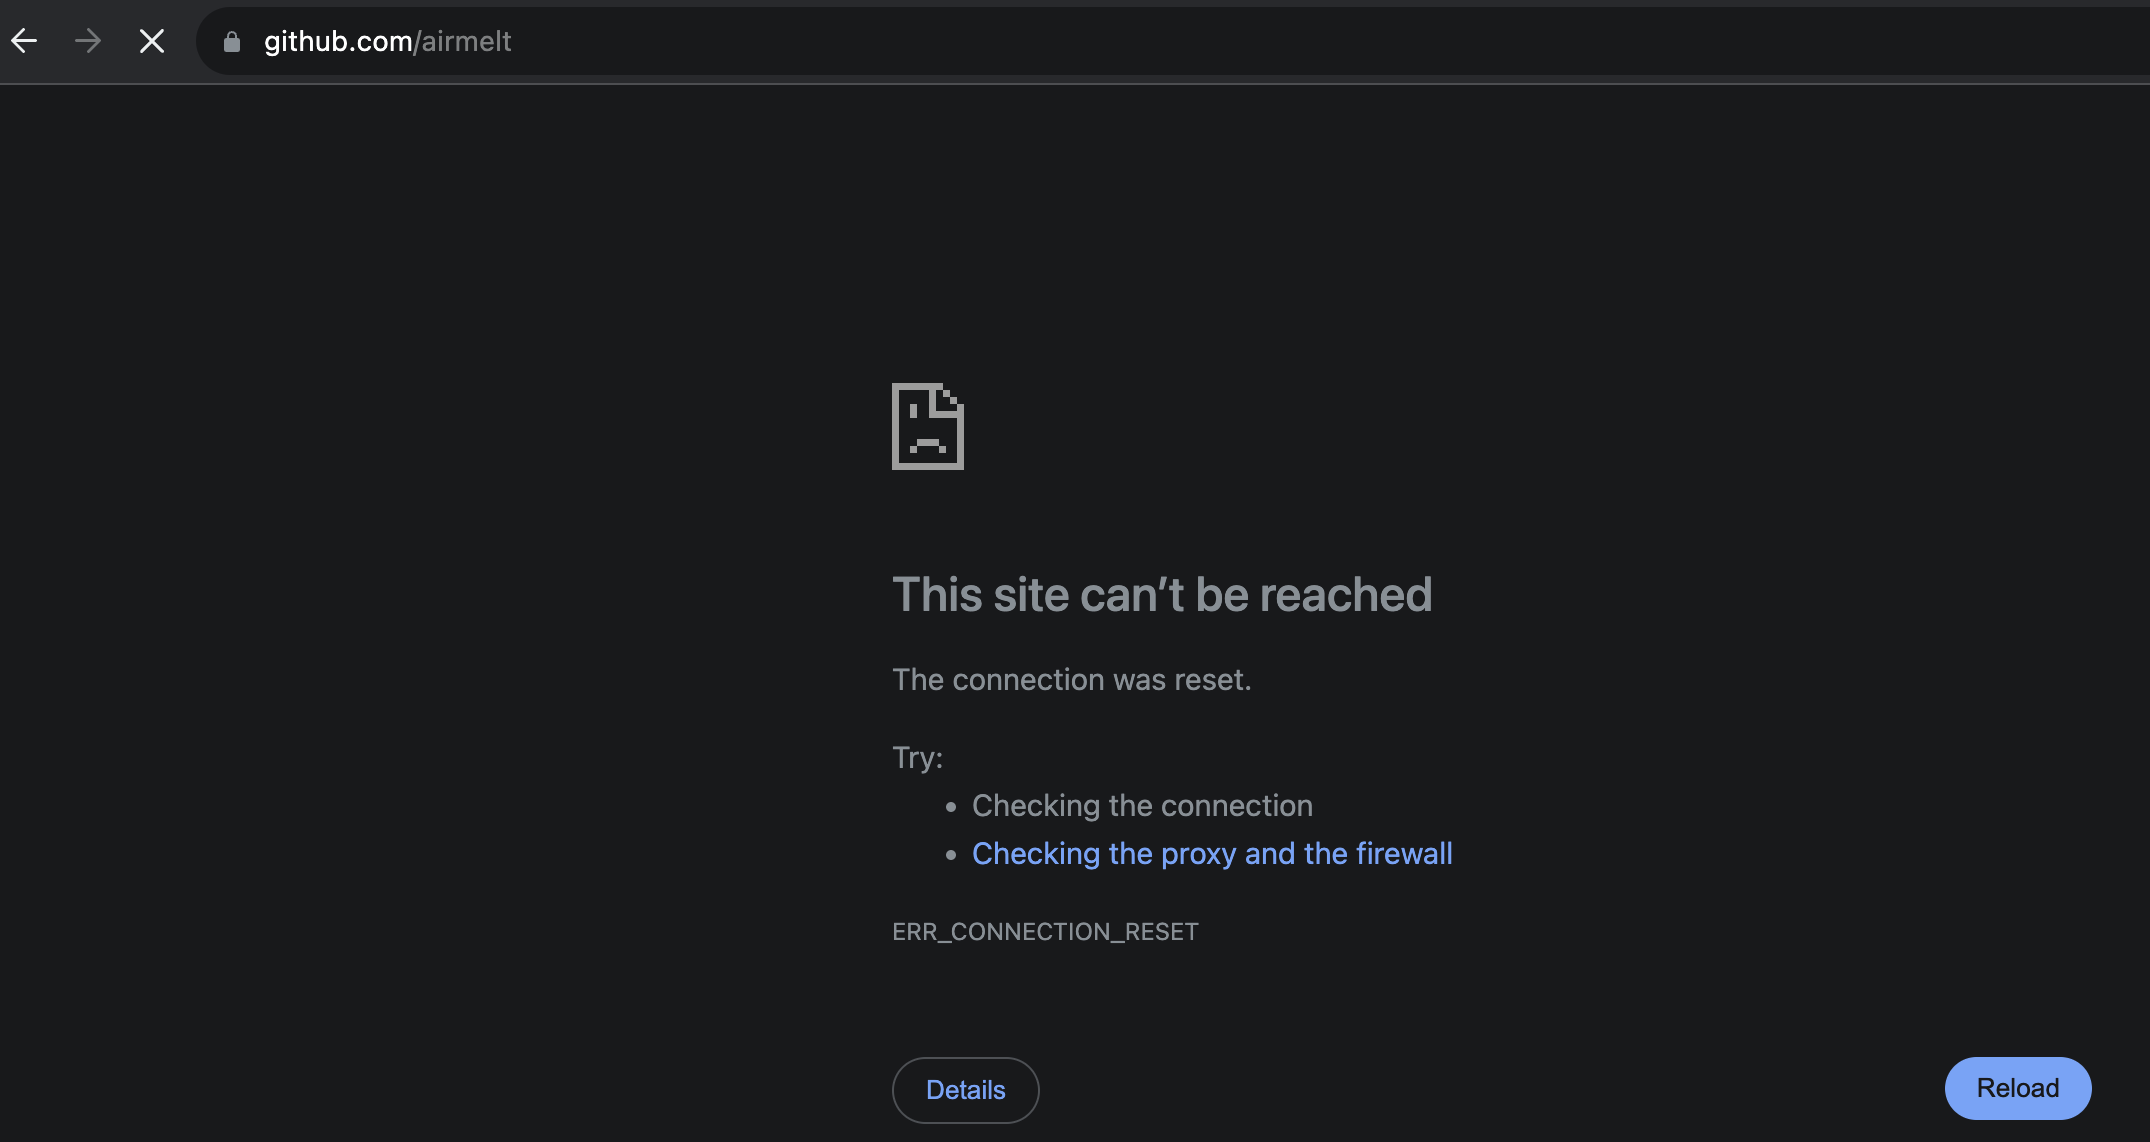 github.com/airmelt
This site can’t be reached
The connection was reset.
Try:
• Checking the connection
• Checking the proxy and the firewall
ERR_CONNECTION_RESET
Details
Reload